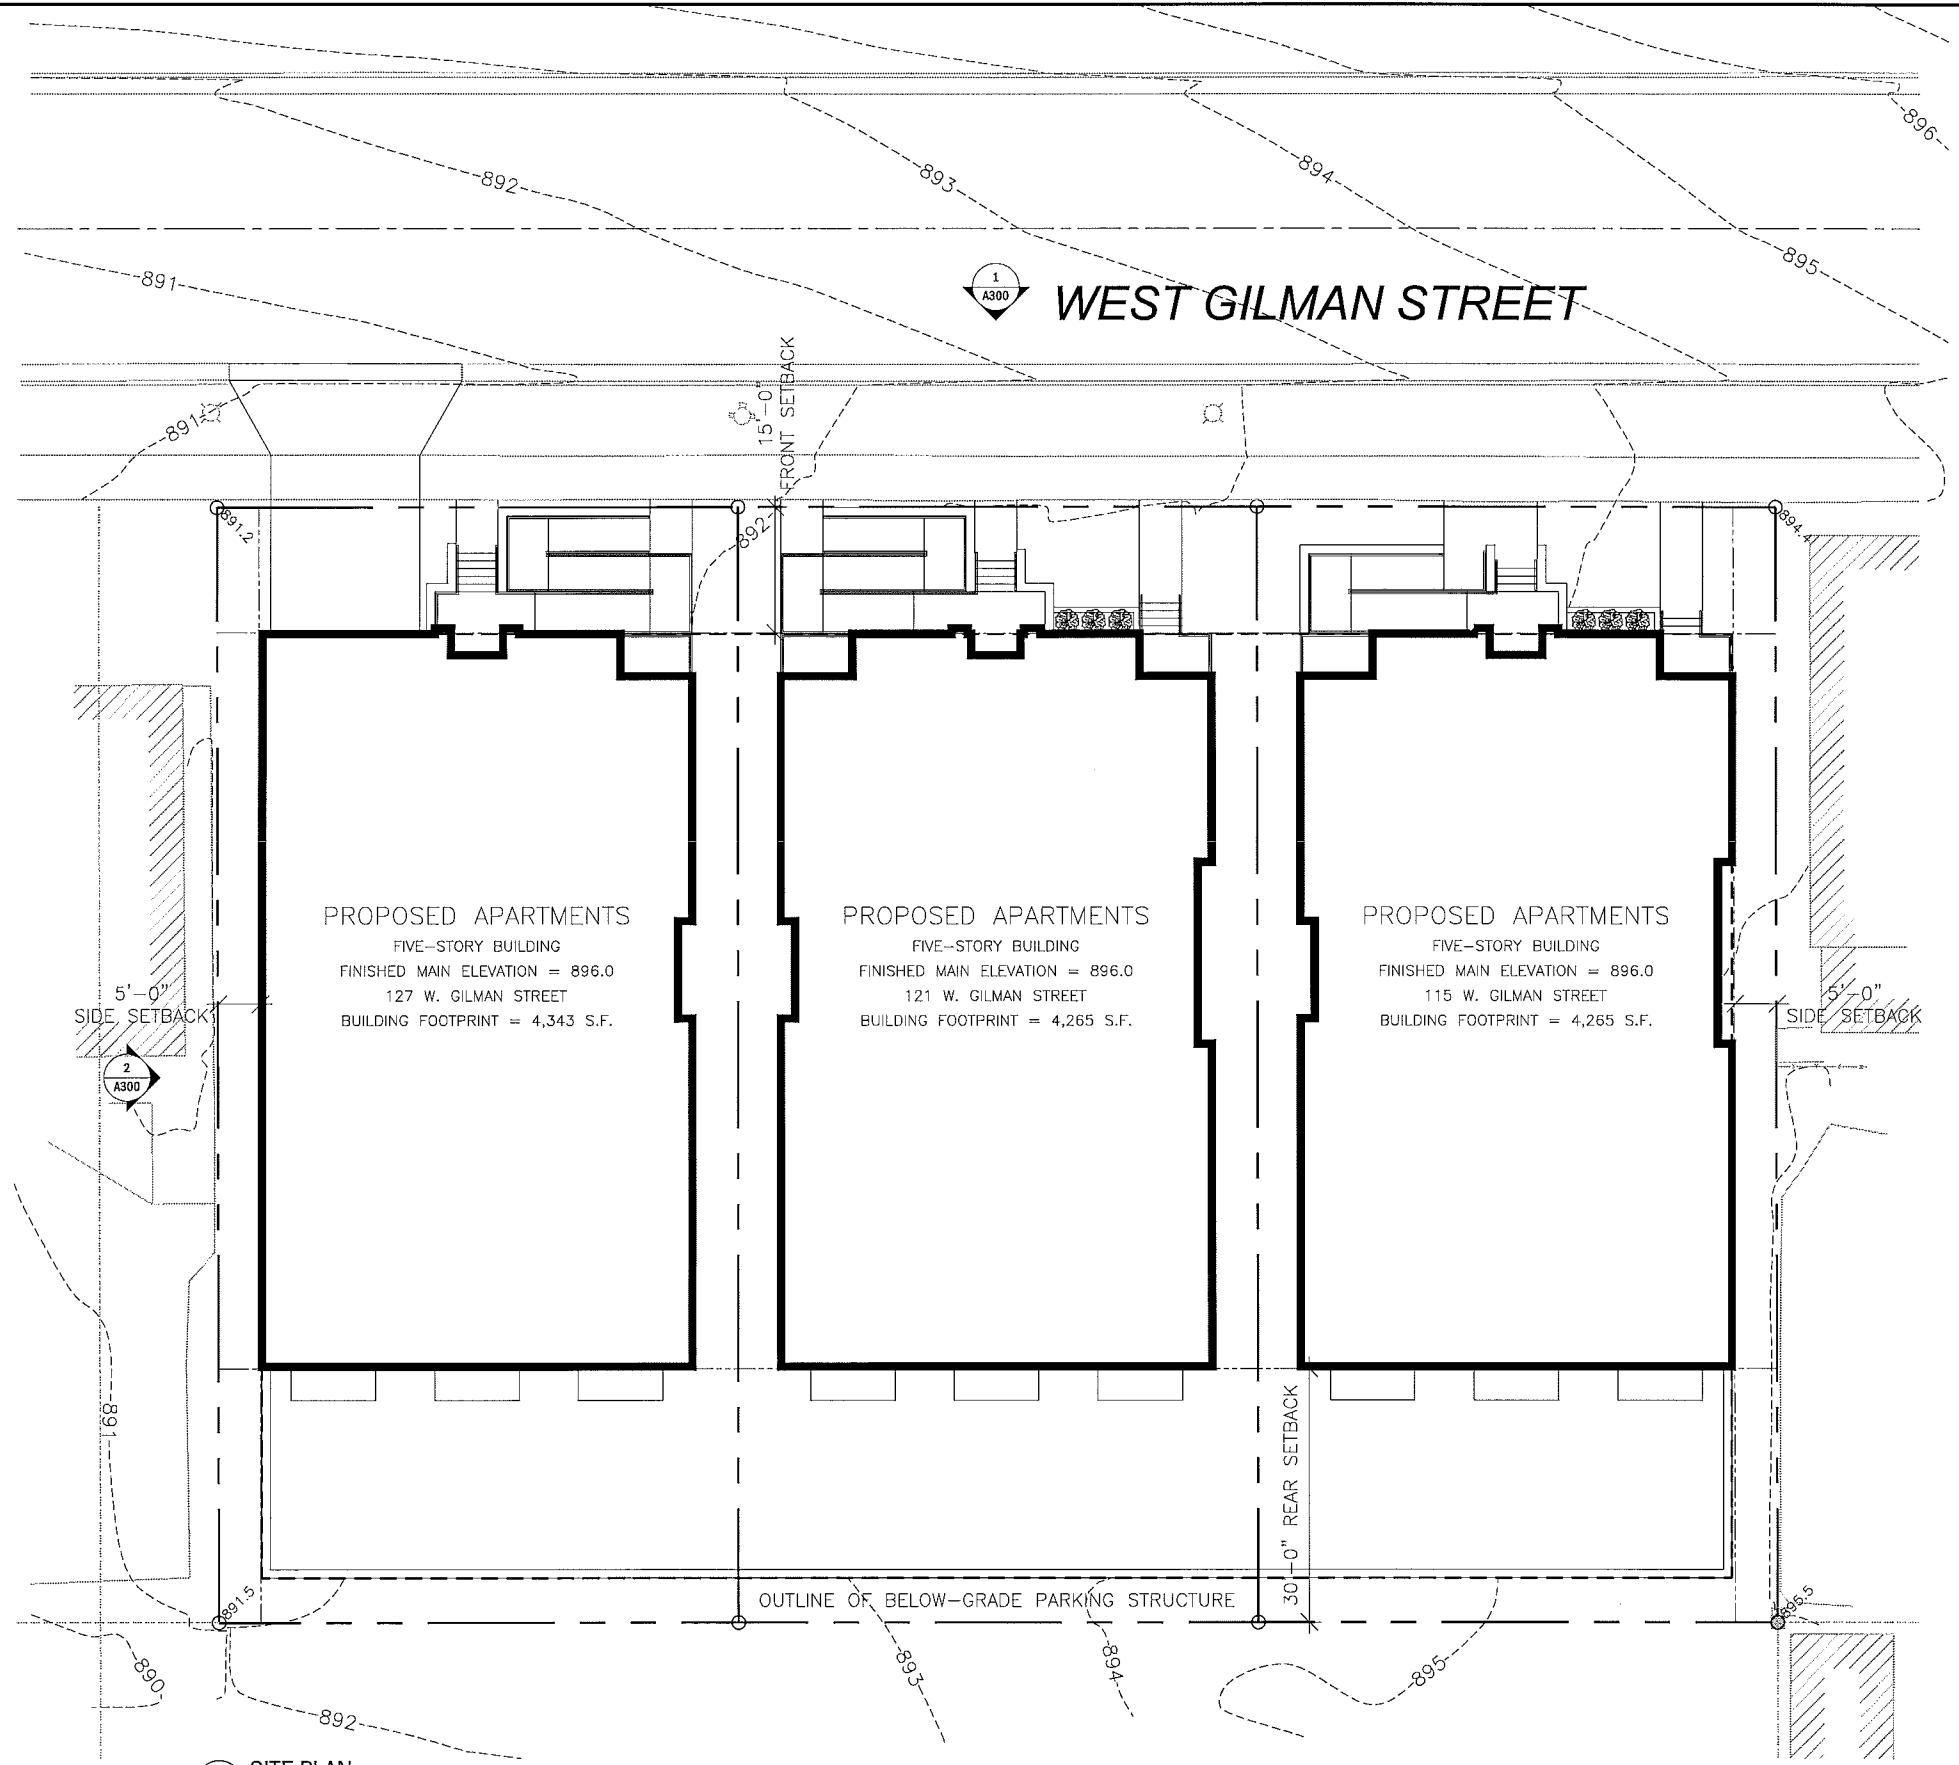 892
893
894
895
896
891
1
A300
WEST GILMAN STREET
891
15'-0"
FRONT SETBACK
891.2
892
894.4
PROPOSED APARTMENTS
FIVE-STORY BUILDING
FINISHED MAIN ELEVATION = 896.0
127 W. GILMAN STREET
BUILDING FOOTPRINT = 4,343 S.F.
PROPOSED APARTMENTS
FIVE-STORY BUILDING
FINISHED MAIN ELEVATION = 896.0
121 W. GILMAN STREET
BUILDING FOOTPRINT = 4,265 S.F.
PROPOSED APARTMENTS
FIVE-STORY BUILDING
FINISHED MAIN ELEVATION = 896.0
115 W. GILMAN STREET
BUILDING FOOTPRINT = 4,265 S.F.
5'-0"
SIDE SETBACK
5'-0"
SIDE SETBACK
2
A300
891
30'-0" REAR SETBACK
OUTLINE OF BELOW-GRADE PARKING STRUCTURE
891.5
895.5
890
892
893
894
895
SITE PLAN